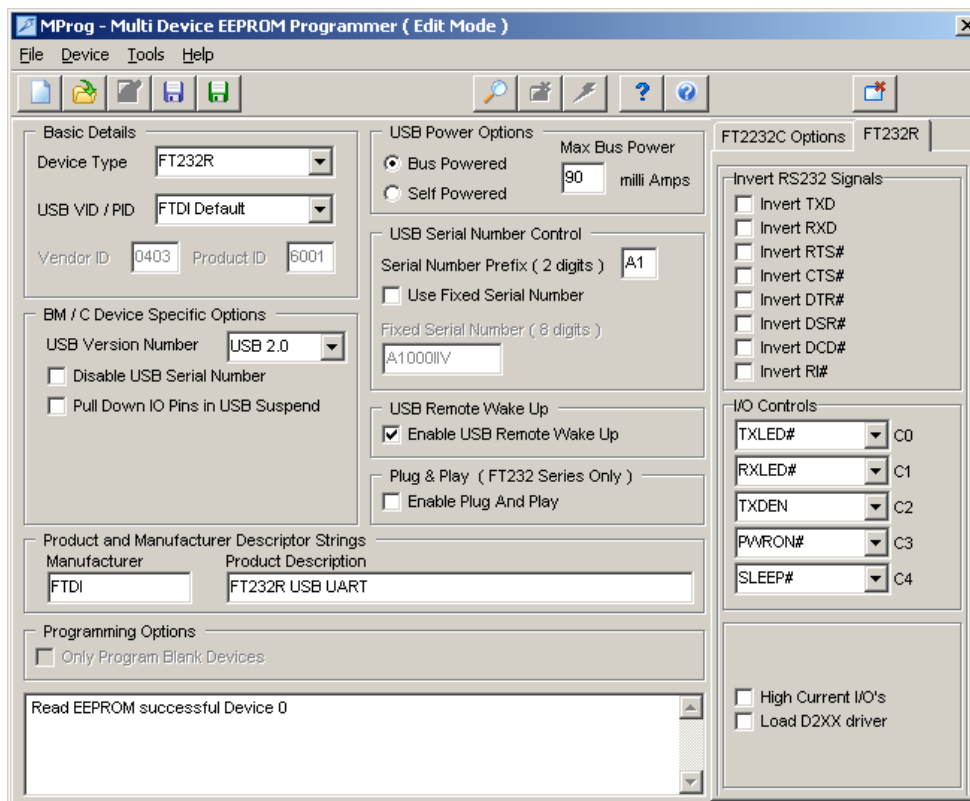 MProg - Multi Device EEPROM Programmer ( Edit Mode )
File Device Tools Help
Basic Details
Device Type FT232R
USB VID / PID FTDI Default
Vendor ID 0403 Product ID 6001
BM / C Device Specific Options
USB Version Number USB 2.0
Disable USB Serial Number
Pull Down IO Pins in USB Suspend
USB Power Options
Bus Powered
Self Powered
Max Bus Power
90 milli Amps
USB Serial Number Control
Serial Number Prefix ( 2 digits ) A1
Use Fixed Serial Number
Fixed Serial Number ( 8 digits )
A1000IIV
USB Remote Wake Up
Enable USB Remote Wake Up
Plug & Play ( FT232 Series Only )
Enable Plug And Play
Product and Manufacturer Descriptor Strings
Manufacturer Product Description
FTDI FT232R USB UART
Programming Options
Only Program Blank Devices
Read EEPROM successful Device 0
FT2232C Options FT232R
Invert RS232 Signals
Invert TXD
Invert RXD
Invert RTS#
Invert CTS#
Invert DTR#
Invert DSR#
Invert DCD#
Invert RI#
I/O Controls
TXLED# C0
RXLED# C1
TXDEN C2
PWRON# C3
SLEEP# C4
High Current I/O's
Load D2XX driver